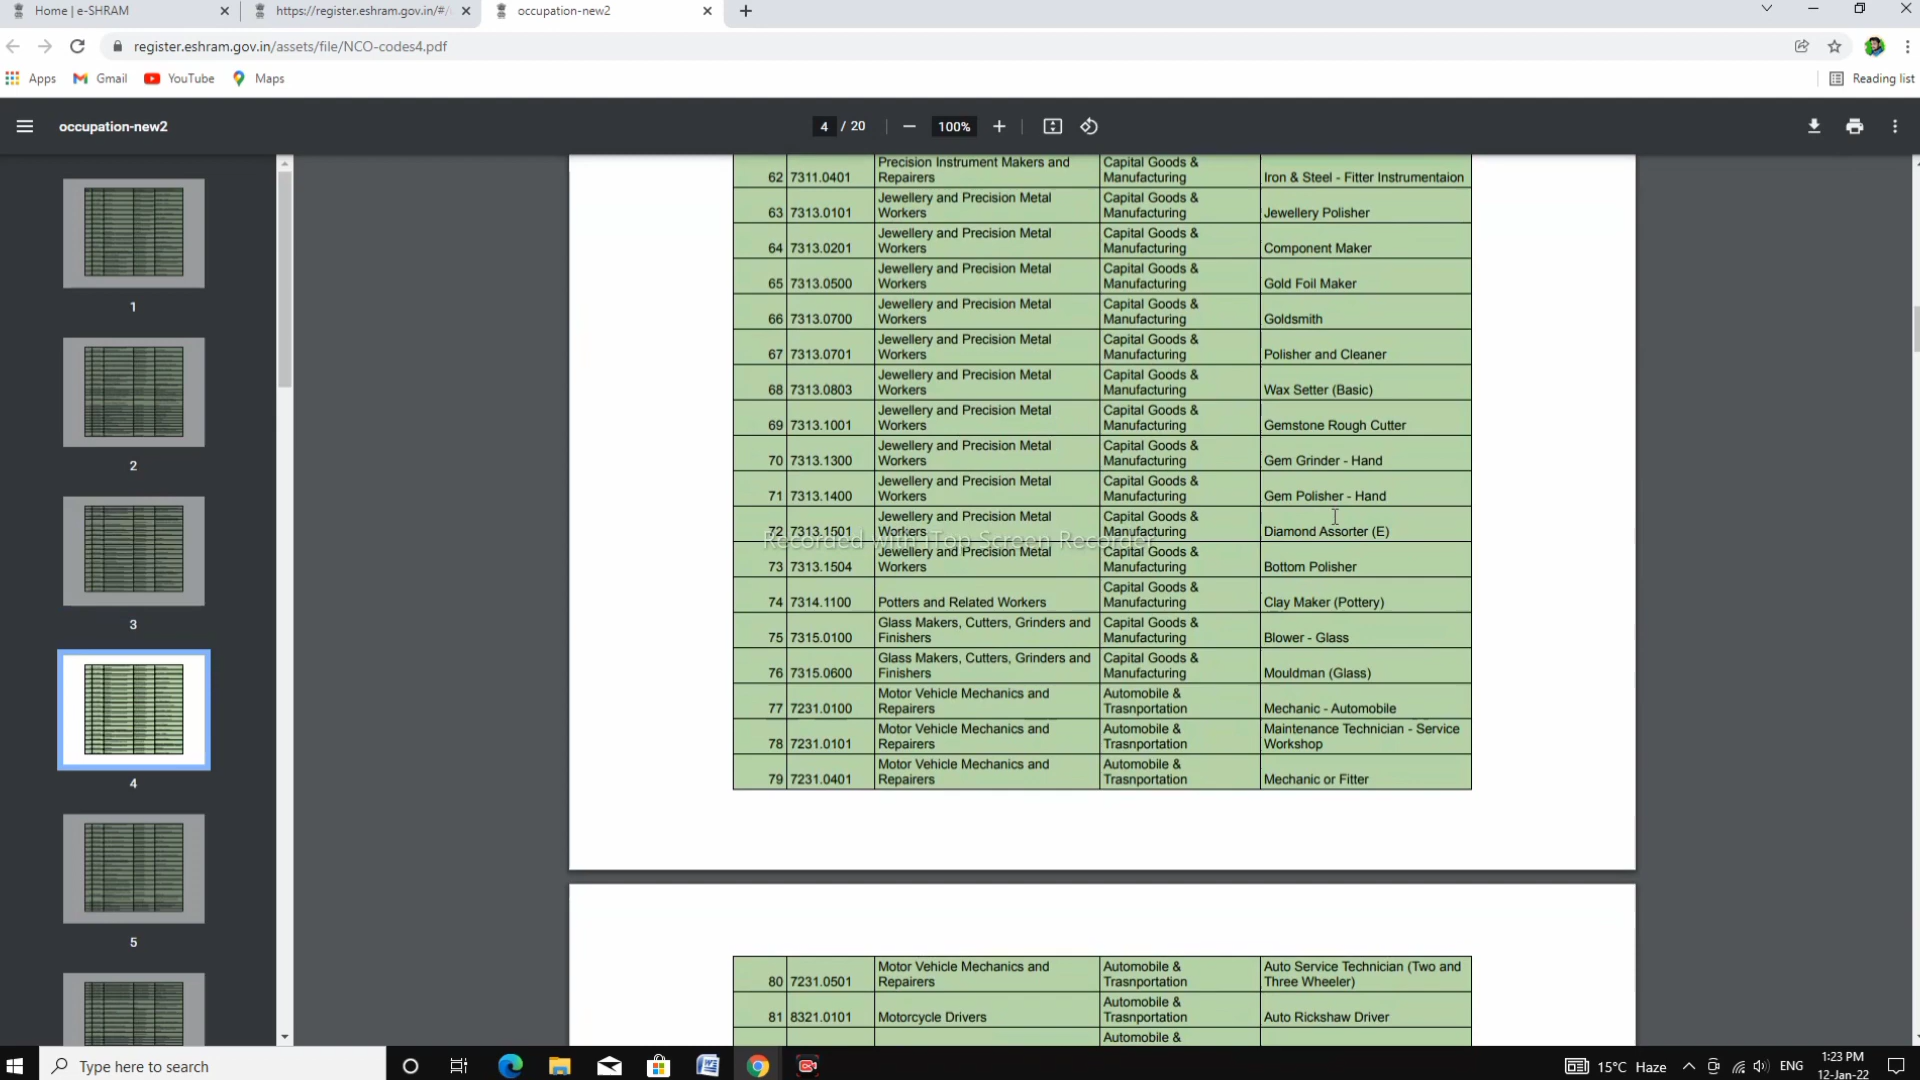 Home | e-SHRAM
https://register.eshram.gov.in/#/
occupation-new2
register.eshram.gov.in/assets/file/NCO-codes4.pdf
Apps Gmail YouTube Maps Reading list
occupation-new2 4 / 20 100%
1
2
3
4
5
62 7311.0401 Precision Instrument Makers and Repairers Capital Goods & Manufacturing Iron & Steel - Fitter Instrumentaion
63 7313.0101 Jewellery and Precision Metal Workers Capital Goods & Manufacturing Jewellery Polisher
64 7313.0201 Jewellery and Precision Metal Workers Capital Goods & Manufacturing Component Maker
65 7313.0500 Jewellery and Precision Metal Workers Capital Goods & Manufacturing Gold Foil Maker
66 7313.0700 Jewellery and Precision Metal Workers Capital Goods & Manufacturing Goldsmith
67 7313.0701 Jewellery and Precision Metal Workers Capital Goods & Manufacturing Polisher and Cleaner
68 7313.0803 Jewellery and Precision Metal Workers Capital Goods & Manufacturing Wax Setter (Basic)
69 7313.1001 Jewellery and Precision Metal Workers Capital Goods & Manufacturing Gemstone Rough Cutter
70 7313.1300 Jewellery and Precision Metal Workers Capital Goods & Manufacturing Gem Grinder - Hand
71 7313.1400 Jewellery and Precision Metal Workers Capital Goods & Manufacturing Gem Polisher - Hand
72 7313.1501 Jewellery and Precision Metal Workers Capital Goods & Manufacturing Diamond Assorter (E)
Recorded with iTop Screen Recorder
73 7313.1504 Jewellery and Precision Metal Workers Capital Goods & Manufacturing Bottom Polisher
74 7314.1100 Potters and Related Workers Capital Goods & Manufacturing Clay Maker (Pottery)
75 7315.0100 Glass Makers, Cutters, Grinders and Finishers Capital Goods & Manufacturing Blower - Glass
76 7315.0600 Glass Makers, Cutters, Grinders and Finishers Capital Goods & Manufacturing Mouldman (Glass)
77 7231.0100 Motor Vehicle Mechanics and Repairers Automobile & Trasnportation Mechanic - Automobile
78 7231.0101 Motor Vehicle Mechanics and Repairers Automobile & Trasnportation Maintenance Technician - Service Workshop
79 7231.0401 Motor Vehicle Mechanics and Repairers Automobile & Trasnportation Mechanic or Fitter
80 7231.0501 Motor Vehicle Mechanics and Repairers Automobile & Trasnportation Auto Service Technician (Two and Three Wheeler)
81 8321.0101 Motorcycle Drivers Automobile & Trasnportation Auto Rickshaw Driver
Automobile &
Type here to search 15°C Haze ENG 1:23 PM
12-Jan-22